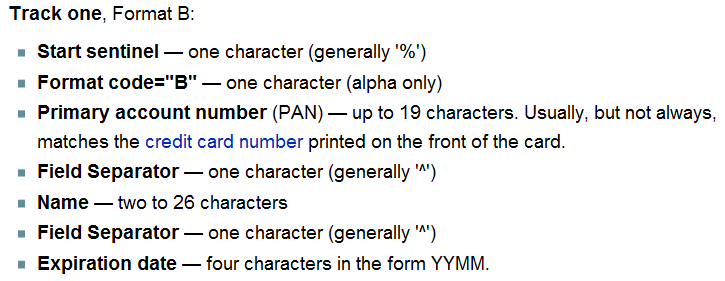 Track one, Format B:
Start sentinel — one character (generally '%')
Format code="B" — one character (alpha only)
Primary account number (PAN) — up to 19 characters. Usually, but not always,
matches the credit card number printed on the front of the card.
Field Separator — one character (generally '^')
Name — two to 26 characters
Field Separator — one character (generally '^')
Expiration date — four characters in the form YYMM.